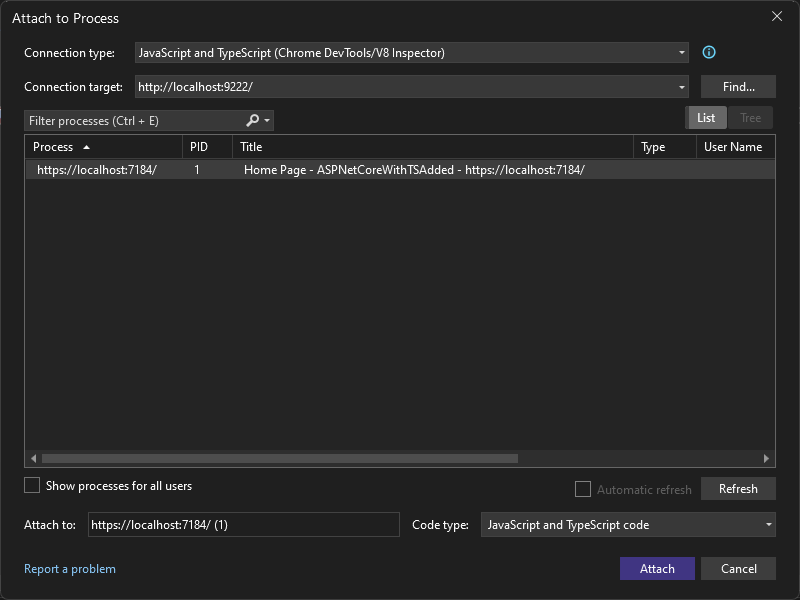 Attach to Process
Connection type: JavaScript and TypeScript (Chrome DevTools/V8 Inspector)
Connection target: http://localhost:9222/ Find...
Filter processes (Ctrl + E) List Tree
Process PID Title Type User Name
https://localhost:7184/ 1 Home Page - ASPNetCoreWithTSAdded - https://localhost:7184/
Show processes for all users Automatic refresh Refresh
Attach to: https://localhost:7184/ (1) Code type: JavaScript and TypeScript code
Report a problem Attach Cancel